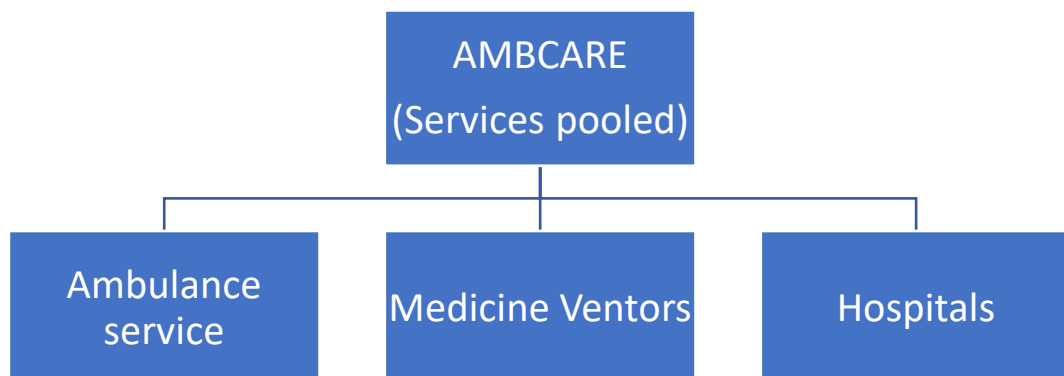 AMBCARE
(Services pooled)
Ambulance
service
Medicine Ventors
Hospitals